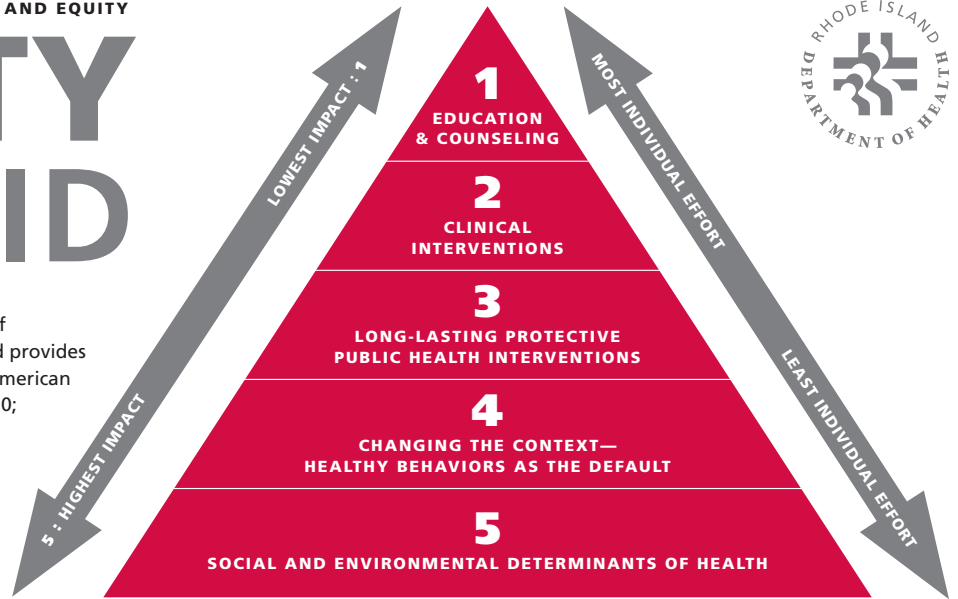 AND EQUITY
TY
ID
f
d provides
merican
0;
LOWEST IMPACT : 1
5 : HIGHEST IMPACT
1
EDUCATION
& COUNSELING
2
CLINICAL
INTERVENTIONS
3
LONG-LASTING PROTECTIVE
PUBLIC HEALTH INTERVENTIONS
4
CHANGING THE CONTEXT—
HEALTHY BEHAVIORS AS THE DEFAULT
5
SOCIAL AND ENVIRONMENTAL DETERMINANTS OF HEALTH
MOST INDIVIDUAL EFFORT
LEAST INDIVIDUAL EFFORT
RHODE ISLAND
DEPARTMENT OF HEALTH